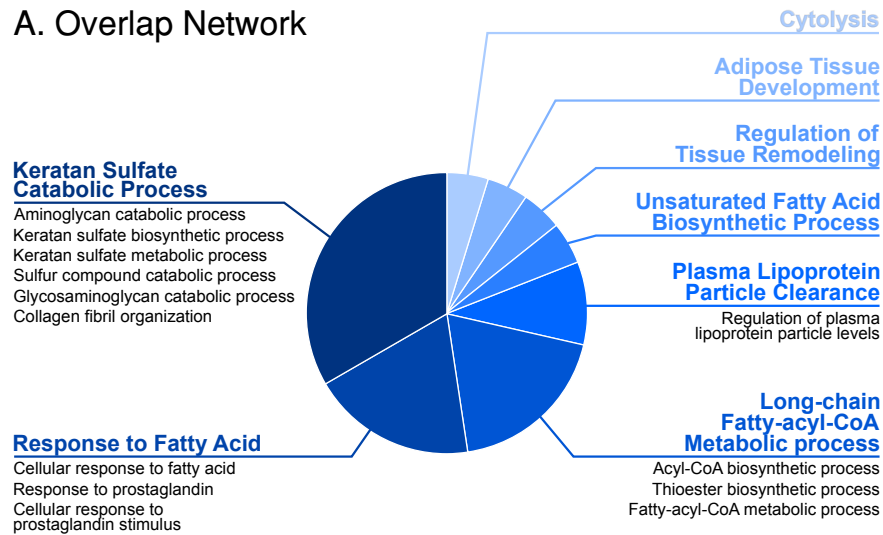 A. Overlap Network
Cytolysis
Adipose Tissue
Development
Regulation of
Tissue Remodeling
Unsaturated Fatty Acid
Biosynthetic Process
Plasma Lipoprotein
Particle Clearance
Regulation of plasma
lipoprotein particle levels
Long-chain
Fatty-acyl-CoA
Metabolic process
Acyl-CoA biosynthetic process
Thioester biosynthetic process
Fatty-acyl-CoA metabolic process
Keratan Sulfate
Catabolic Process
Aminoglycan catabolic process
Keratan sulfate biosynthetic process
Keratan sulfate metabolic process
Sulfur compound catabolic process
Glycosaminoglycan catabolic process
Collagen fibril organization
Response to Fatty Acid
Cellular response to fatty acid
Response to prostaglandin
Cellular response to
prostaglandin stimulus